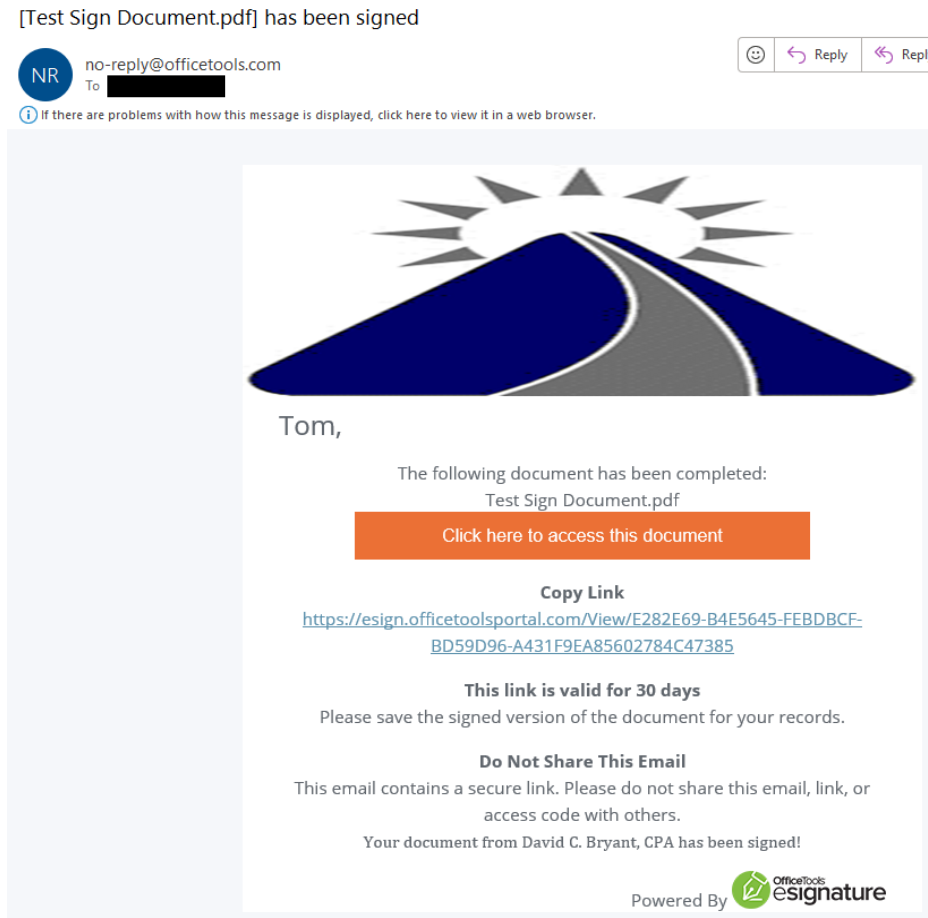 [Test Sign Document.pdf] has been signed
NR
no-reply@officetools.com
Reply
Repl
To
If there are problems with how this message is displayed, click here to view it in a web browser.
Tom,
The following document has been completed:
Test Sign Document.pdf
Click here to access this document
Copy Link
https://esign.officetoolsportal.com/View/E282E69-B4E5645-FEBDBCF-
BD59D96-A431F9EA85602784C47385
This link is valid for 30 days
Please save the signed version of the document for your records.
Do Not Share This Email
This email contains a secure link. Please do not share this email, link, or
access code with others.
Your document from David C. Bryant, CPA has been signed!
Powered By
OfficeTools
esignature